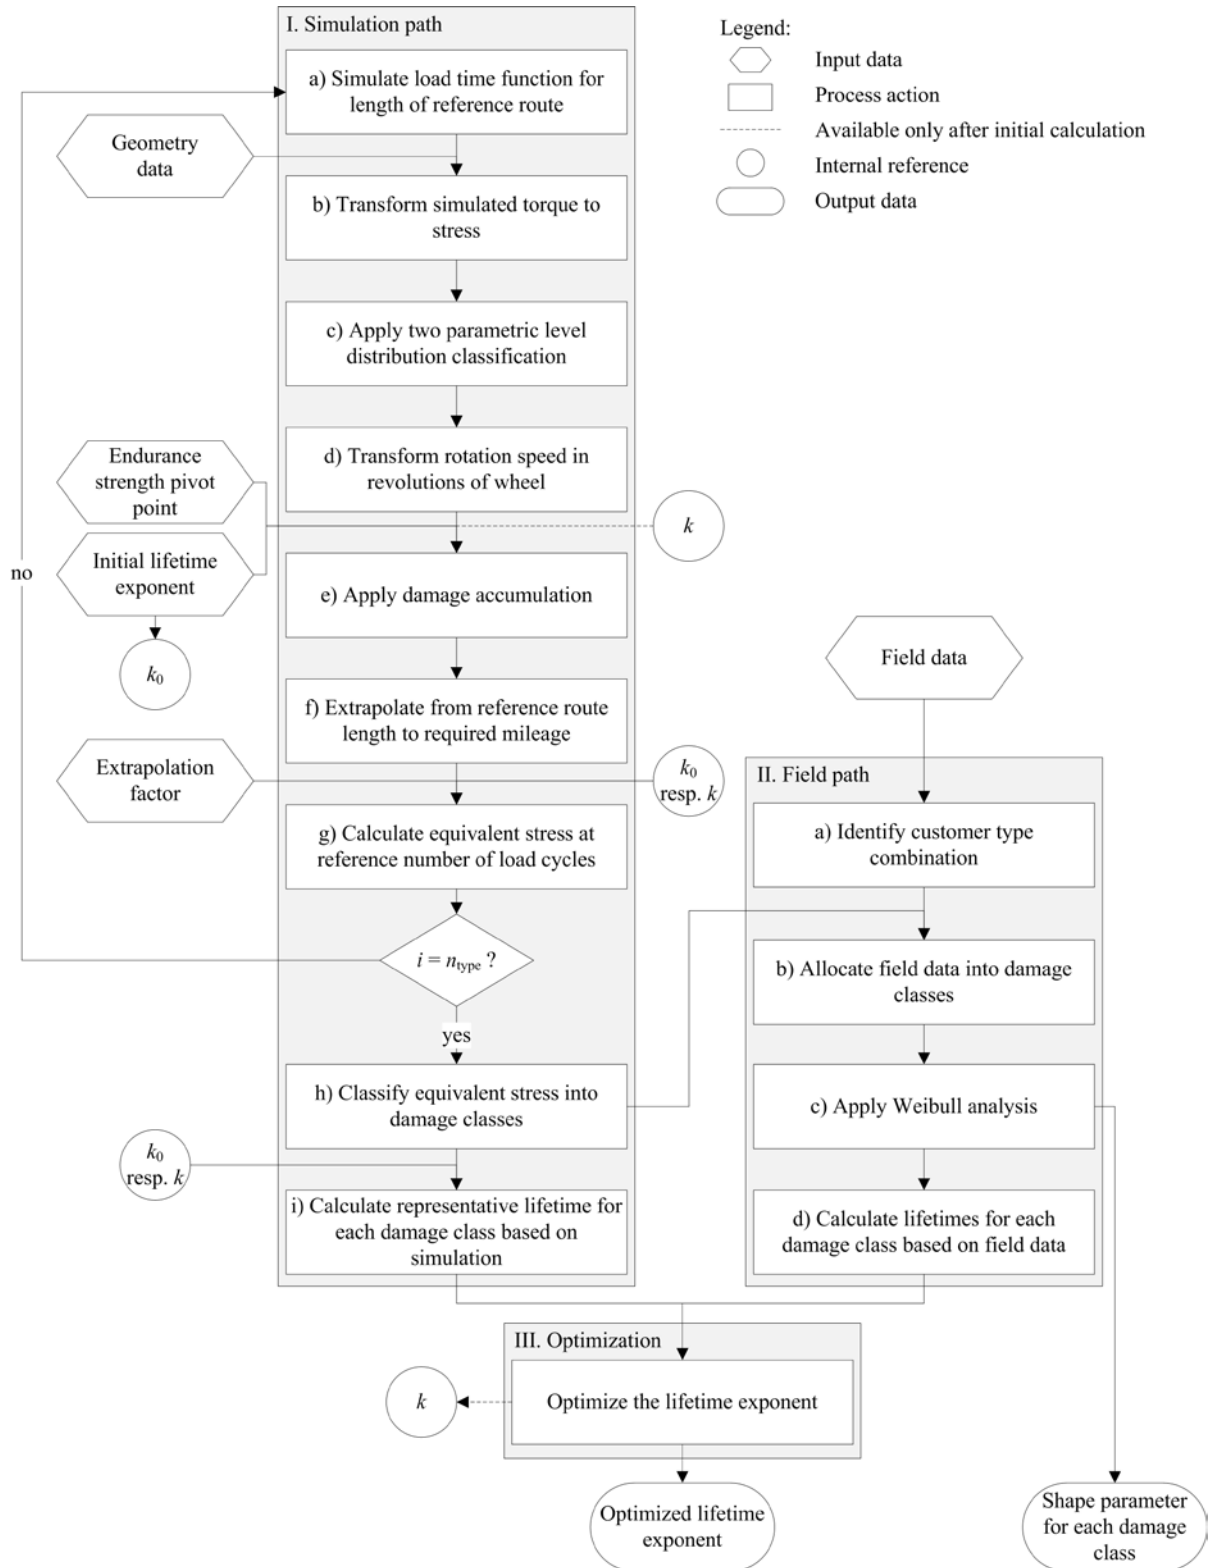 I. Simulation path
a) Simulate load time function for
length of reference route
Legend:
Input data
Process action
Available only after initial calculation
Internal reference
Output data
Geometry
data
b) Transform simulated torque to
stress
c) Apply two parametric level
distribution classification
Endurance
strength pivot
point
d) Transform rotation speed in
revolutions of wheel
k
no
Initial lifetime
exponent
e) Apply damage accumulation
k₀
Field data
f) Extrapolate from reference route
length to required mileage
Extrapolation
factor
k₀
resp. k
II. Field path
a) Identify customer type
combination
g) Calculate equivalent stress at
reference number of load cycles
i = n_type ?
b) Allocate field data into damage
classes
yes
h) Classify equivalent stress into
damage classes
c) Apply Weibull analysis
k₀
resp. k
i) Calculate representative lifetime for
each damage class based on
simulation
d) Calculate lifetimes for each
damage class based on field data
III. Optimization
k
Optimize the lifetime exponent
Optimized lifetime
exponent
Shape parameter
for each damage
class